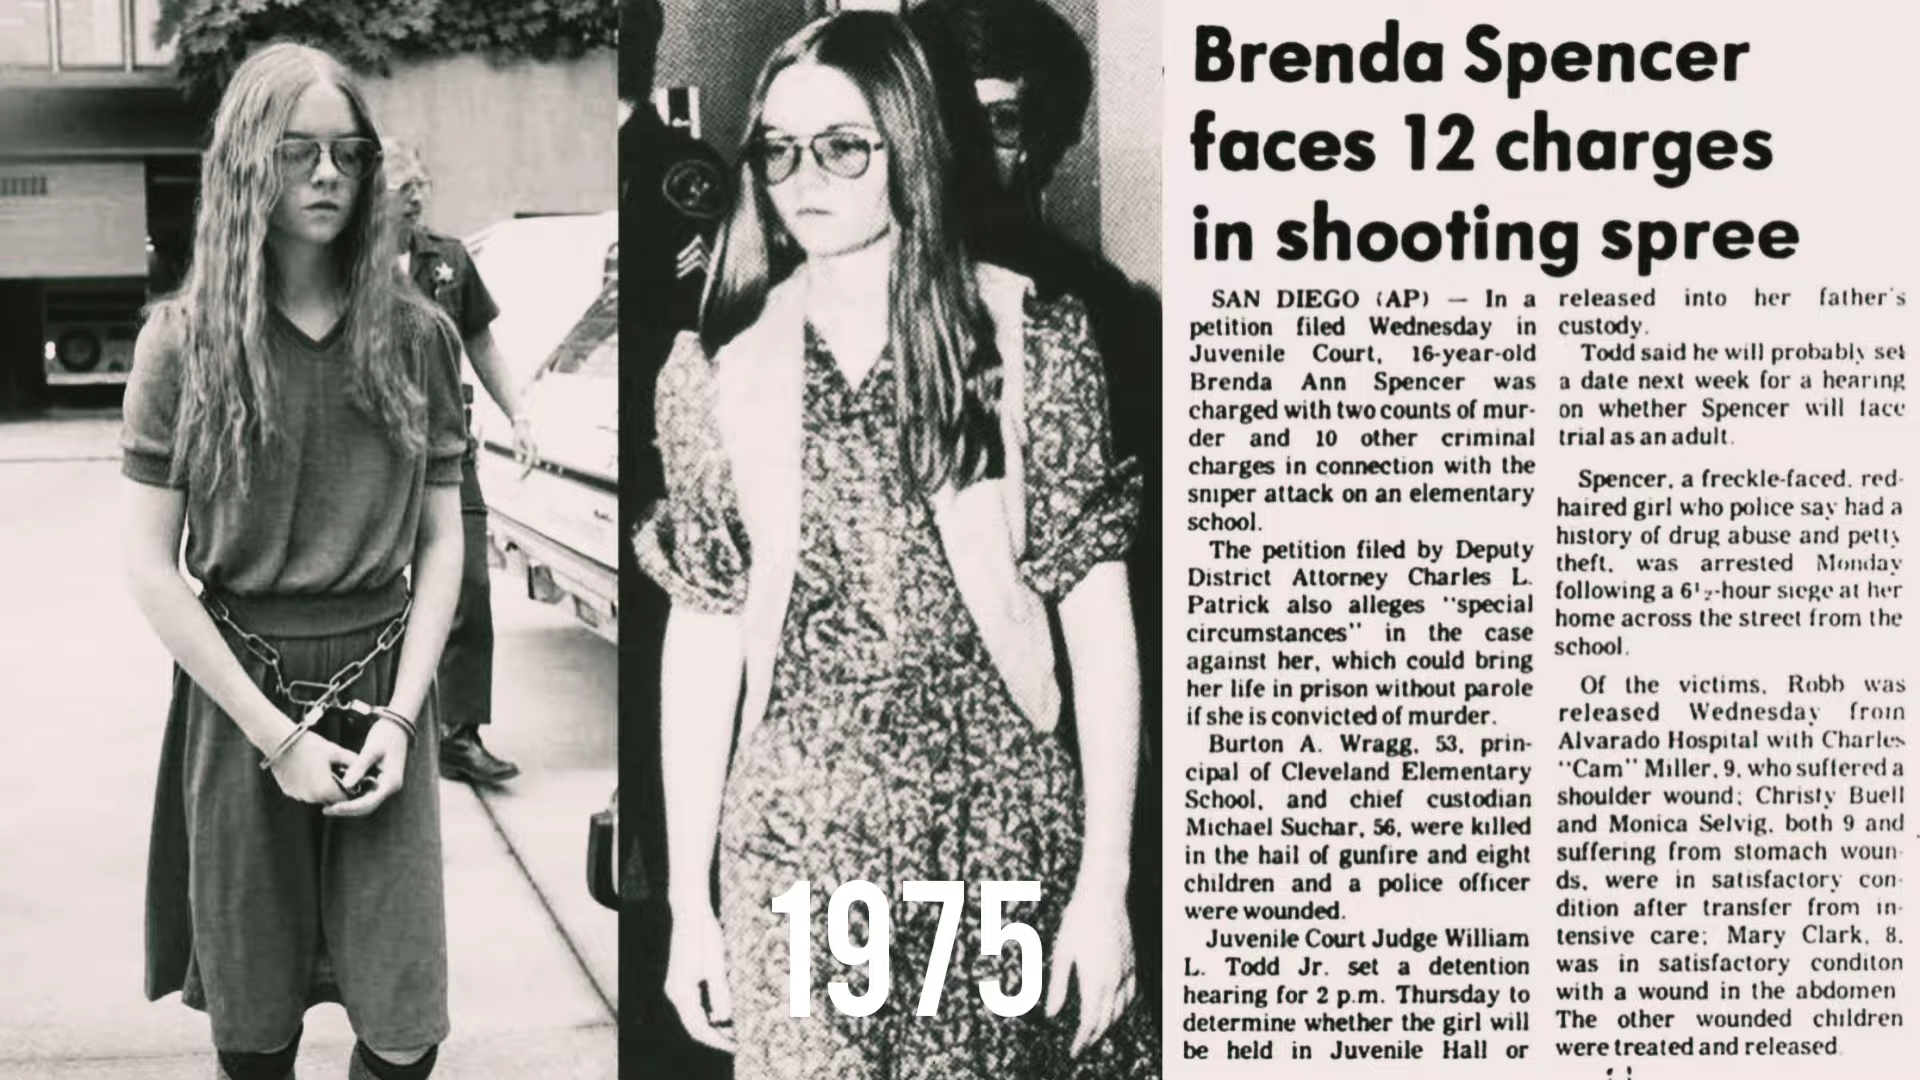 Brenda Spencer
faces 12 charges
in shooting spree
SAN DIEGO (AP) — In a
petition filed Wednesday in
Juvenile Court, 16-year-old
Brenda Ann Spencer was
charged with two counts of mur-
der and 10 other criminal
charges in connection with the
sniper attack on an elementary
school.
The petition filed by Deputy
District Attorney Charles L.
Patrick also alleges "special
circumstances" in the case
against her, which could bring
her life in prison without parole
if she is convicted of murder.
Burton A. Wragg, 53, prin-
cipal of Cleveland Elementary
School, and chief custodian
Michael Suchar, 56, were killed
in the hail of gunfire and eight
children and a police officer
were wounded.
Juvenile Court Judge William
L. Todd Jr. set a detention
hearing for 2 p.m. Thursday to
determine whether the girl will
be held in Juvenile Hall or
released into her father's
custody.
Todd said he will probably set
a date next week for a hearing
on whether Spencer will face
trial as an adult.
Spencer, a freckle-faced, red-
haired girl who police say had a
history of drug abuse and petty
theft, was arrested Monday
following a 6½-hour siege at her
home across the street from the
school.
Of the victims, Robb was
released Wednesday from
Alvarado Hospital with Charles
"Cam" Miller, 9, who suffered a
shoulder wound; Christy Buell
and Monica Selvig, both 9 and
suffering from stomach woun-
ds, were in satisfactory con-
dition after transfer from in-
tensive care; Mary Clark, 8,
was in satisfactory conditon
with a wound in the abdomen
The other wounded children
were treated and released.
1975